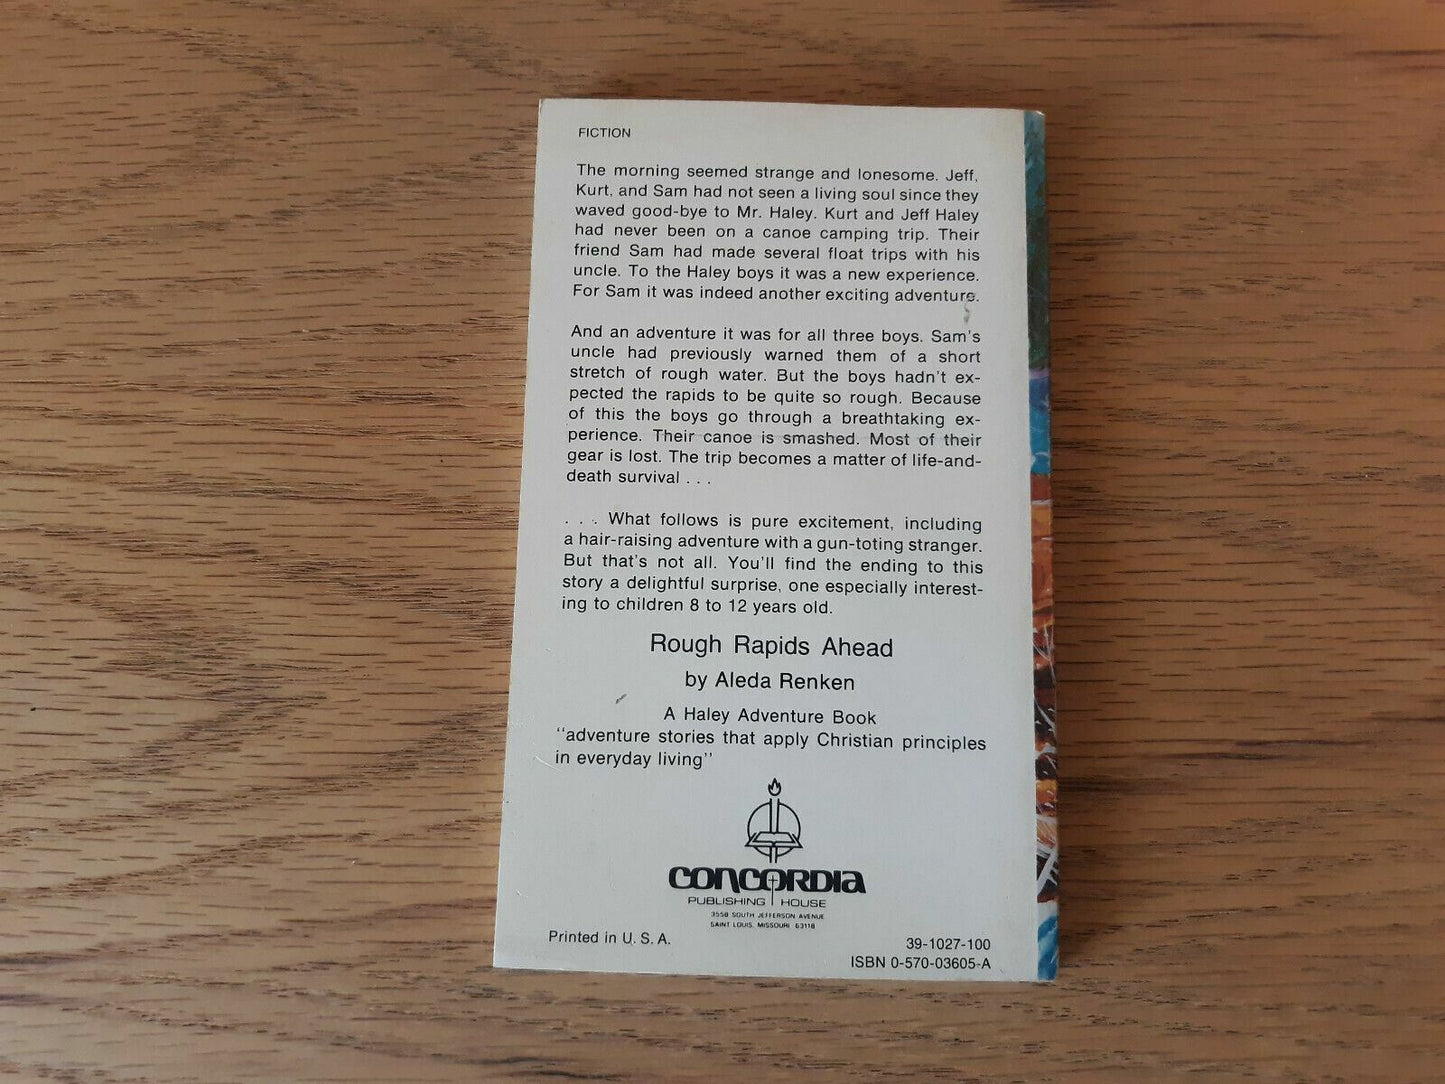 FICTION
The morning seemed strange and lonesome. Jeff,
Kurt, and Sam had not seen a living soul since they
waved good-bye to Mr. Haley. Kurt and Jeff Haley
had never been on a canoe camping trip. Their
friend Sam had made several float trips with his
uncle. To the Haley boys it was a new experience.
For Sam it was indeed another exciting adventure.
And an adventure it was for all three boys. Sam's
uncle had previously warned them of a short
stretch of rough water. But the boys hadn't ex-
pected the rapids to be quite so rough. Because
of this the boys go through a breathtaking ex-
perience. Their canoe is smashed. Most of their
gear is lost. The trip becomes a matter of life-and-
death survival . . .
. . . What follows is pure excitement, including
a hair-raising adventure with a gun-toting stranger.
But that's not all. You'll find the ending to this
story a delightful surprise, one especially interest-
ing to children 8 to 12 years old.
Rough Rapids Ahead
by Aleda Renken
A Haley Adventure Book
"adventure stories that apply Christian principles
in everyday living"
CONCORDIA
PUBLISHING HOUSE
3558 SOUTH JEFFERSON AVENUE
SAINT LOUIS, MISSOURI 63118
Printed in U. S. A.
39-1027-100
ISBN 0-570-03605-A